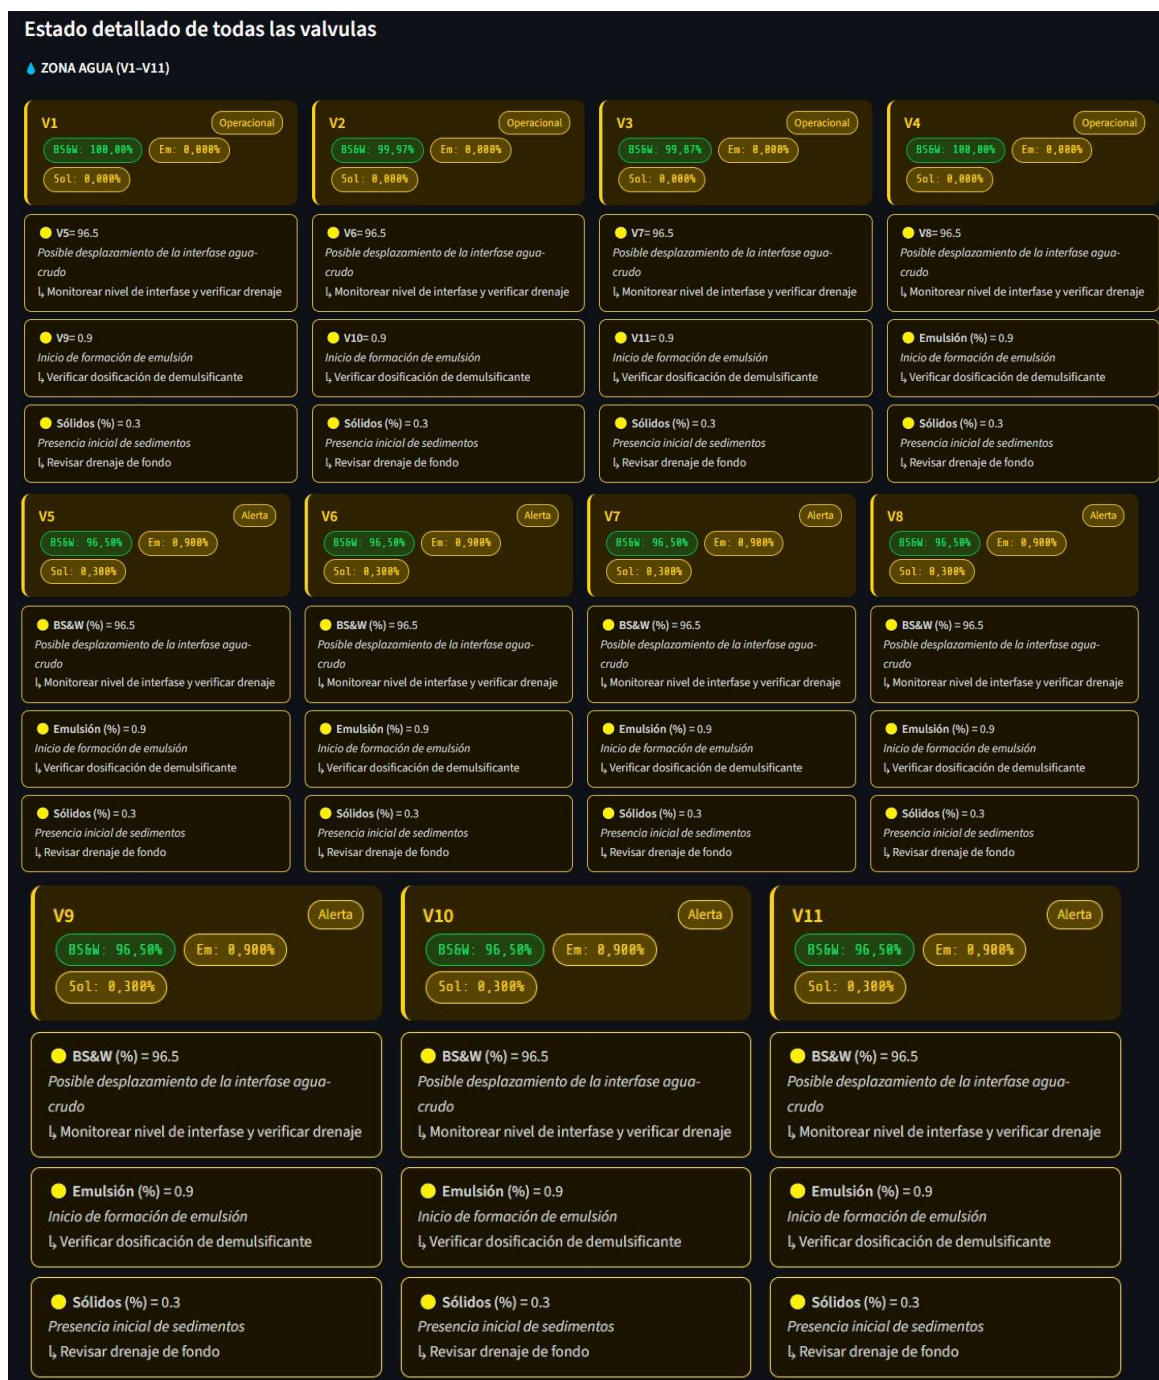 Estado detallado de todas las valvulas
ZONA AGUA (V1–V11)
V1
Operacional
BS&W: 100,00%
Em: 0,000%
Sol: 0,000%
V2
Operacional
BS&W: 99,97%
Em: 0,000%
Sol: 0,000%
V3
Operacional
BS&W: 99,87%
Em: 0,000%
Sol: 0,000%
V4
Operacional
BS&W: 100,00%
Em: 0,000%
Sol: 0,000%
V5= 96.5
Posible desplazamiento de la interfase agua-
crudo
↳ Monitorear nivel de interfase y verificar drenaje
V6= 96.5
Posible desplazamiento de la interfase agua-
crudo
↳ Monitorear nivel de interfase y verificar drenaje
V7= 96.5
Posible desplazamiento de la interfase agua-
crudo
↳ Monitorear nivel de interfase y verificar drenaje
V8= 96.5
Posible desplazamiento de la interfase agua-
crudo
↳ Monitorear nivel de interfase y verificar drenaje
V9= 0.9
Inicio de formación de emulsión
↳ Verificar dosificación de demulsificante
V10= 0.9
Inicio de formación de emulsión
↳ Verificar dosificación de demulsificante
V11= 0.9
Inicio de formación de emulsión
↳ Verificar dosificación de demulsificante
Emulsión (%) = 0.9
Inicio de formación de emulsión
↳ Verificar dosificación de demulsificante
Sólidos (%) = 0.3
Presencia inicial de sedimentos
↳ Revisar drenaje de fondo
Sólidos (%) = 0.3
Presencia inicial de sedimentos
↳ Revisar drenaje de fondo
Sólidos (%) = 0.3
Presencia inicial de sedimentos
↳ Revisar drenaje de fondo
Sólidos (%) = 0.3
Presencia inicial de sedimentos
↳ Revisar drenaje de fondo
V5
Alerta
BS&W: 96,50%
Em: 0,900%
Sol: 0,300%
V6
Alerta
BS&W: 96,50%
Em: 0,900%
Sol: 0,300%
V7
Alerta
BS&W: 96,50%
Em: 0,900%
Sol: 0,300%
V8
Alerta
BS&W: 96,50%
Em: 0,900%
Sol: 0,300%
BS&W (%) = 96.5
Posible desplazamiento de la interfase agua-
crudo
↳ Monitorear nivel de interfase y verificar drenaje
BS&W (%) = 96.5
Posible desplazamiento de la interfase agua-
crudo
↳ Monitorear nivel de interfase y verificar drenaje
BS&W (%) = 96.5
Posible desplazamiento de la interfase agua-
crudo
↳ Monitorear nivel de interfase y verificar drenaje
BS&W (%) = 96.5
Posible desplazamiento de la interfase agua-
crudo
↳ Monitorear nivel de interfase y verificar drenaje
Emulsión (%) = 0.9
Inicio de formación de emulsión
↳ Verificar dosificación de demulsificante
Emulsión (%) = 0.9
Inicio de formación de emulsión
↳ Verificar dosificación de demulsificante
Emulsión (%) = 0.9
Inicio de formación de emulsión
↳ Verificar dosificación de demulsificante
Emulsión (%) = 0.9
Inicio de formación de emulsión
↳ Verificar dosificación de demulsificante
Sólidos (%) = 0.3
Presencia inicial de sedimentos
↳ Revisar drenaje de fondo
Sólidos (%) = 0.3
Presencia inicial de sedimentos
↳ Revisar drenaje de fondo
Sólidos (%) = 0.3
Presencia inicial de sedimentos
↳ Revisar drenaje de fondo
Sólidos (%) = 0.3
Presencia inicial de sedimentos
↳ Revisar drenaje de fondo
V9
Alerta
BS&W: 96,50%
Em: 0,900%
Sol: 0,300%
V10
Alerta
BS&W: 96,50%
Em: 0,900%
Sol: 0,300%
V11
Alerta
BS&W: 96,50%
Em: 0,900%
Sol: 0,300%
BS&W (%) = 96.5
Posible desplazamiento de la interfase agua-
crudo
↳ Monitorear nivel de interfase y verificar drenaje
BS&W (%) = 96.5
Posible desplazamiento de la interfase agua-
crudo
↳ Monitorear nivel de interfase y verificar drenaje
BS&W (%) = 96.5
Posible desplazamiento de la interfase agua-
crudo
↳ Monitorear nivel de interfase y verificar drenaje
Emulsión (%) = 0.9
Inicio de formación de emulsión
↳ Verificar dosificación de demulsificante
Emulsión (%) = 0.9
Inicio de formación de emulsión
↳ Verificar dosificación de demulsificante
Emulsión (%) = 0.9
Inicio de formación de emulsión
↳ Verificar dosificación de demulsificante
Sólidos (%) = 0.3
Presencia inicial de sedimentos
↳ Revisar drenaje de fondo
Sólidos (%) = 0.3
Presencia inicial de sedimentos
↳ Revisar drenaje de fondo
Sólidos (%) = 0.3
Presencia inicial de sedimentos
↳ Revisar drenaje de fondo